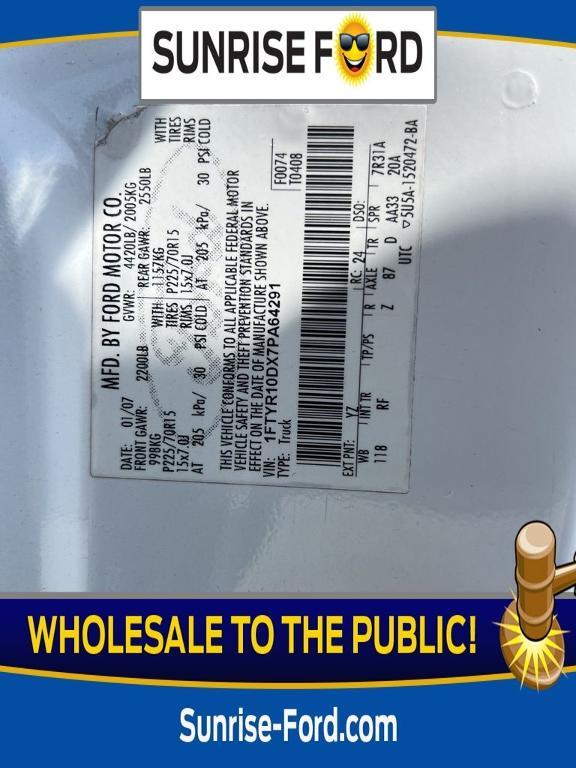 SUNRISE FORD
MFD. BY FORD MOTOR CO.
DATE: 01/07 GVWR: 4420LB/ 2005KG
FRONT GAWR: 2200LB REAR GAWR: 2550LB
998KG WITH 1157KG WITH
P225/70R15 TIRES P225/70R15 TIRES
15x7.0J RIMS 15x7.0J RIMS
AT 205 kPa/ 30 PSI COLD AT 205 kPa/ 30 PSI COLD
THIS VEHICLE CONFORMS TO ALL APPLICABLE FEDERAL MOTOR
VEHICLE SAFETY AND THEFT PREVENTION STANDARDS IN
EFFECT ON THE DATE OF MANUFACTURE SHOWN ABOVE.
VIN: 1FTYR10DX7PA64291
TYPE: Truck
F0074
T0408
EXT PNT: YZ RC: 24 DSO:
WB INT TR TP/PS R AXLE TR SPR 7R31A
118 RF Z 87 D AA33 20A
UTC ▽5U5A-1520472-BA
WHOLESALE TO THE PUBLIC!
Sunrise-Ford.com